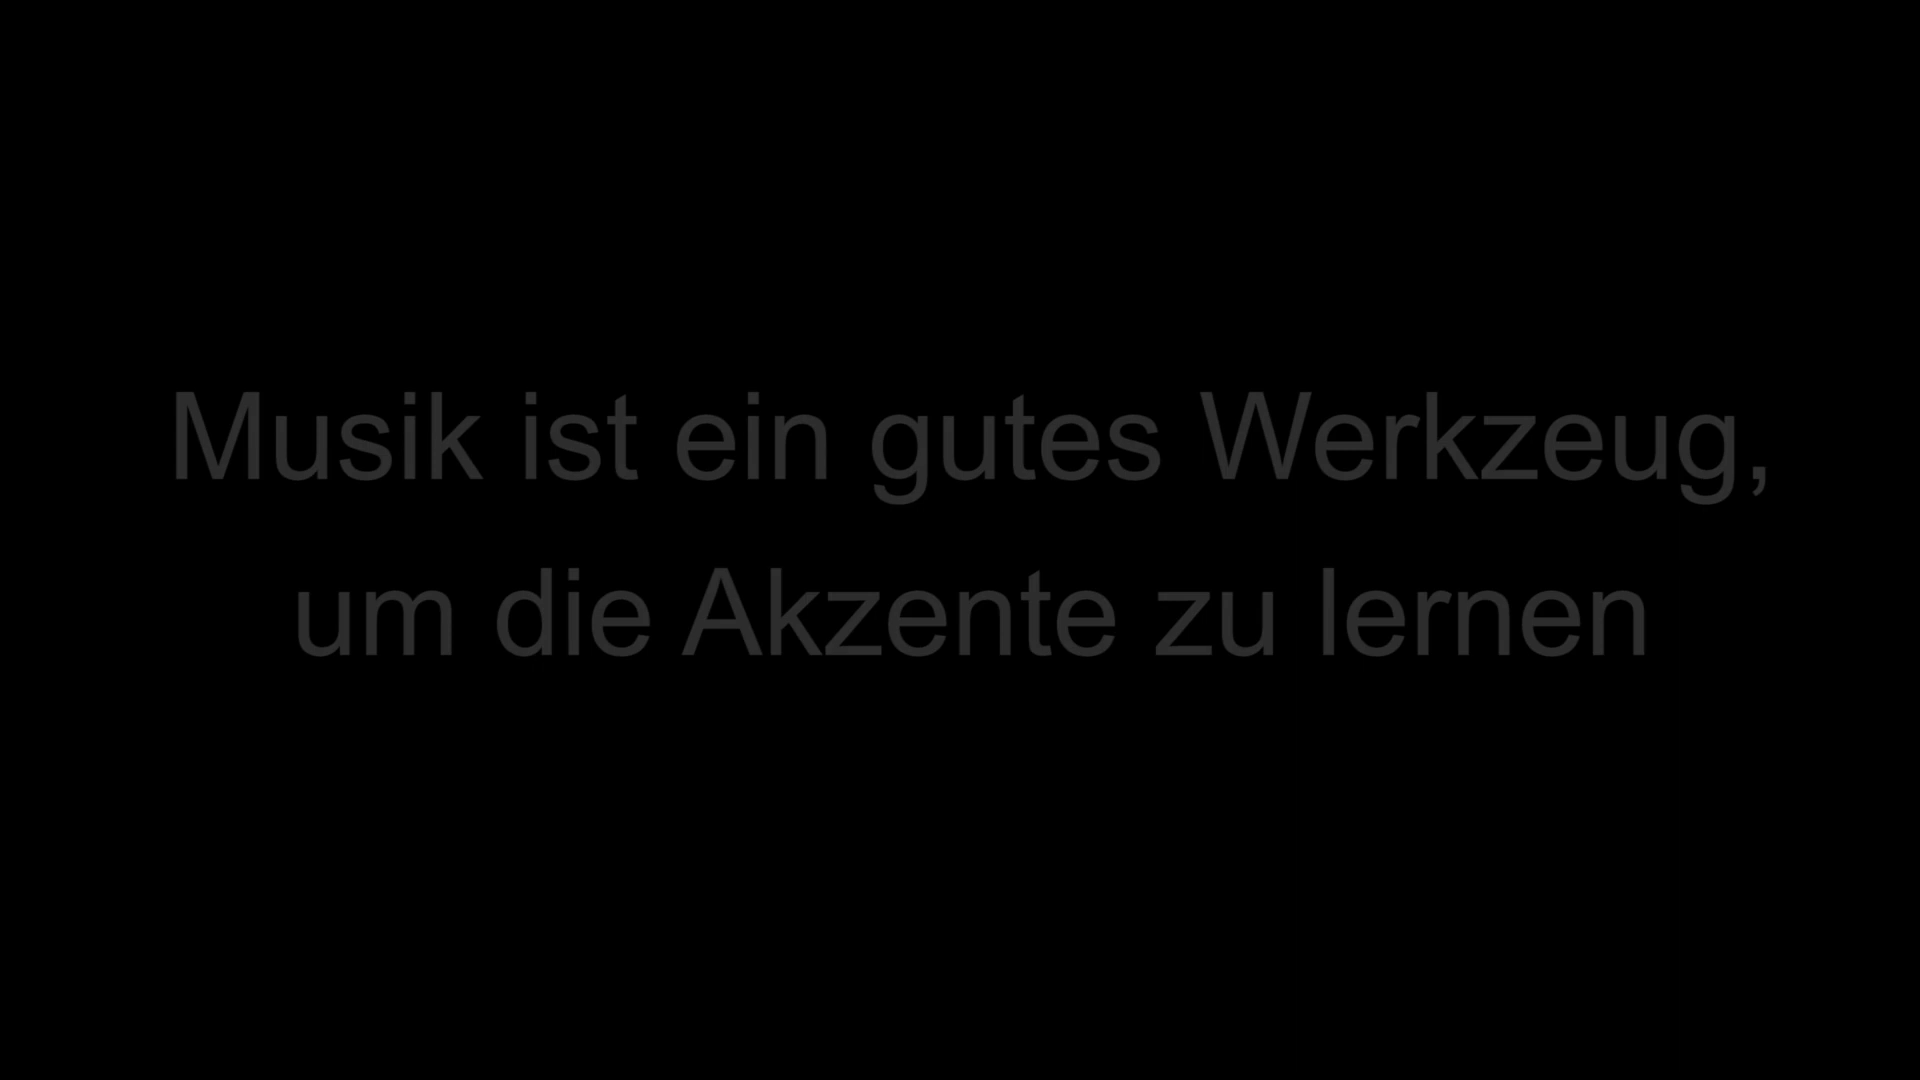 Musik ist ein gutes Werkzeug,
um die Akzente zu lernen